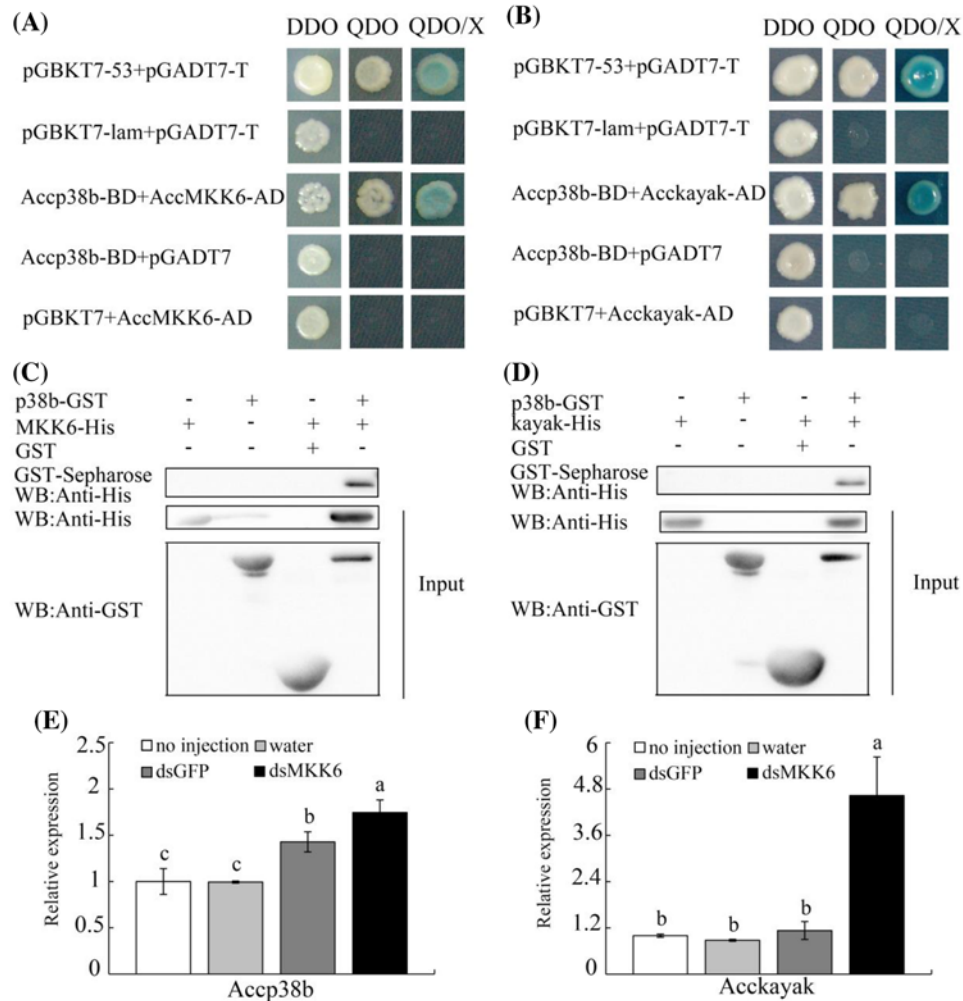 (A)
DDO QDO QDO/X
pGBKT7-53+pGADT7-T
pGBKT7-lam+pGADT7-T
Accp38b-BD+AccMKK6-AD
Accp38b-BD+pGADT7
pGBKT7+AccMKK6-AD
(B)
DDO QDO QDO/X
pGBKT7-53+pGADT7-T
pGBKT7-lam+pGADT7-T
Accp38b-BD+Acckayak-AD
Accp38b-BD+pGADT7
pGBKT7+Acckayak-AD
(C)
p38b-GST - + - +
MKK6-His + - + +
GST - - + -
GST-Sepharose
WB:Anti-His
WB:Anti-His
WB:Anti-GST
Input
(D)
p38b-GST - + - +
kayak-His + - + +
GST - - + -
GST-Sepharose
WB:Anti-His
WB:Anti-His
WB:Anti-GST
Input
(E)
Relative expression
2.5
2
1.5
1
0.5
0
no injection water
dsGFP dsMKK6
c c b a
Accp38b
(F)
Relative expression
6
4.8
3.6
2.4
1.2
0
no injection water
dsGFP dsMKK6
b b b a
Acckayak